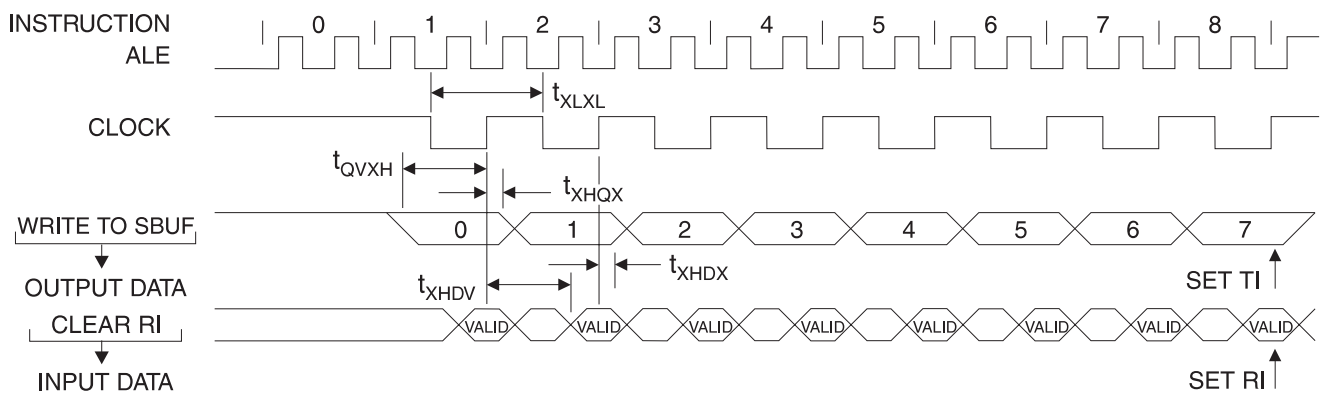 INSTRUCTION 0 1 2 3 4 5 6 7 8
ALE
tXLXL
CLOCK
tQVXH
tXHQX
WRITE TO SBUF 0 1 2 3 4 5 6 7
tXHDV tXHDX SET TI
OUTPUT DATA
CLEAR RI VALID VALID VALID VALID VALID VALID VALID VALID
INPUT DATA SET RI